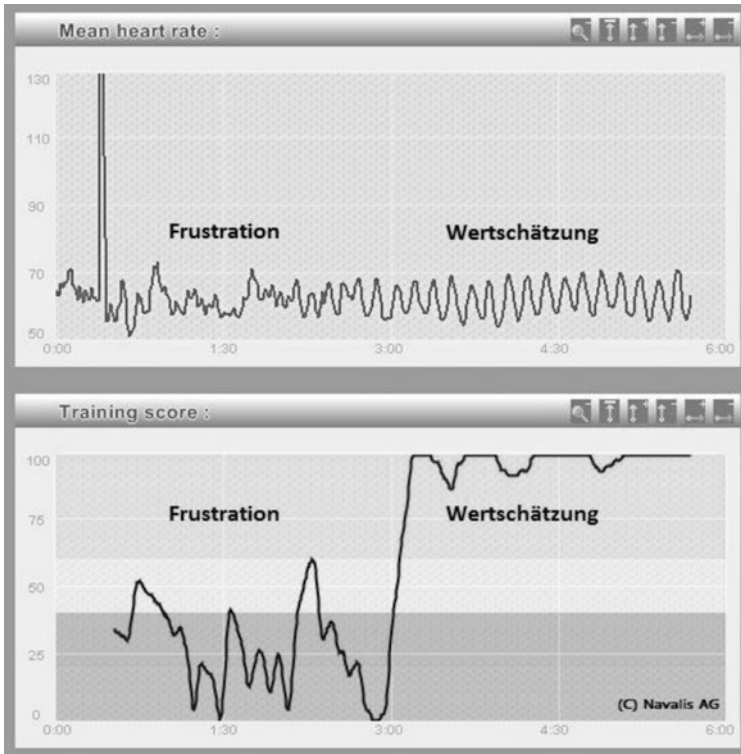 Mean heart rate :
130
110
90
Frustration Wertschätzung
70
50
0:00 1:30 3:00 4:30 6:00
Training score :
100
Frustration Wertschätzung
75
50
25
(C) Navalis AG
0
0:00 1:30 3:00 4:30 6:00